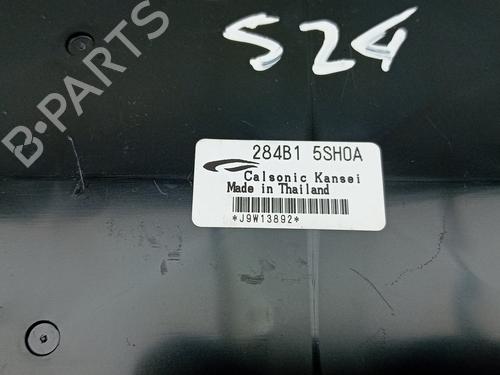 S24
B-PARTS
284B1 5SH0A
Calsonic Kansei
Made in Thailand
*J9W13892*